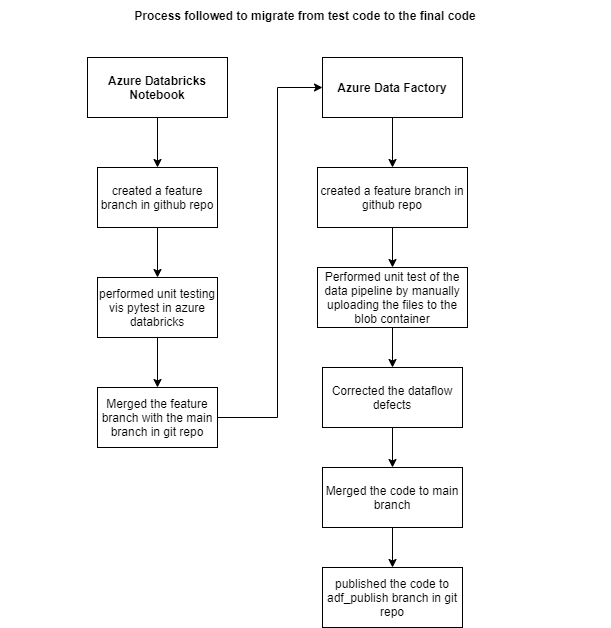 Process followed to migrate from test code to the final code
Azure Databricks
Notebook
created a feature
branch in github repo
performed unit testing
vis pytest in azure
databricks
Merged the feature
branch with the main
branch in git repo
Azure Data Factory
created a feature branch in
github repo
Performed unit test of the
data pipeline by manually
uploading the files to the
blob container
Corrected the dataflow
defects
Merged the code to main
branch
published the code to
adf_publish branch in git
repo